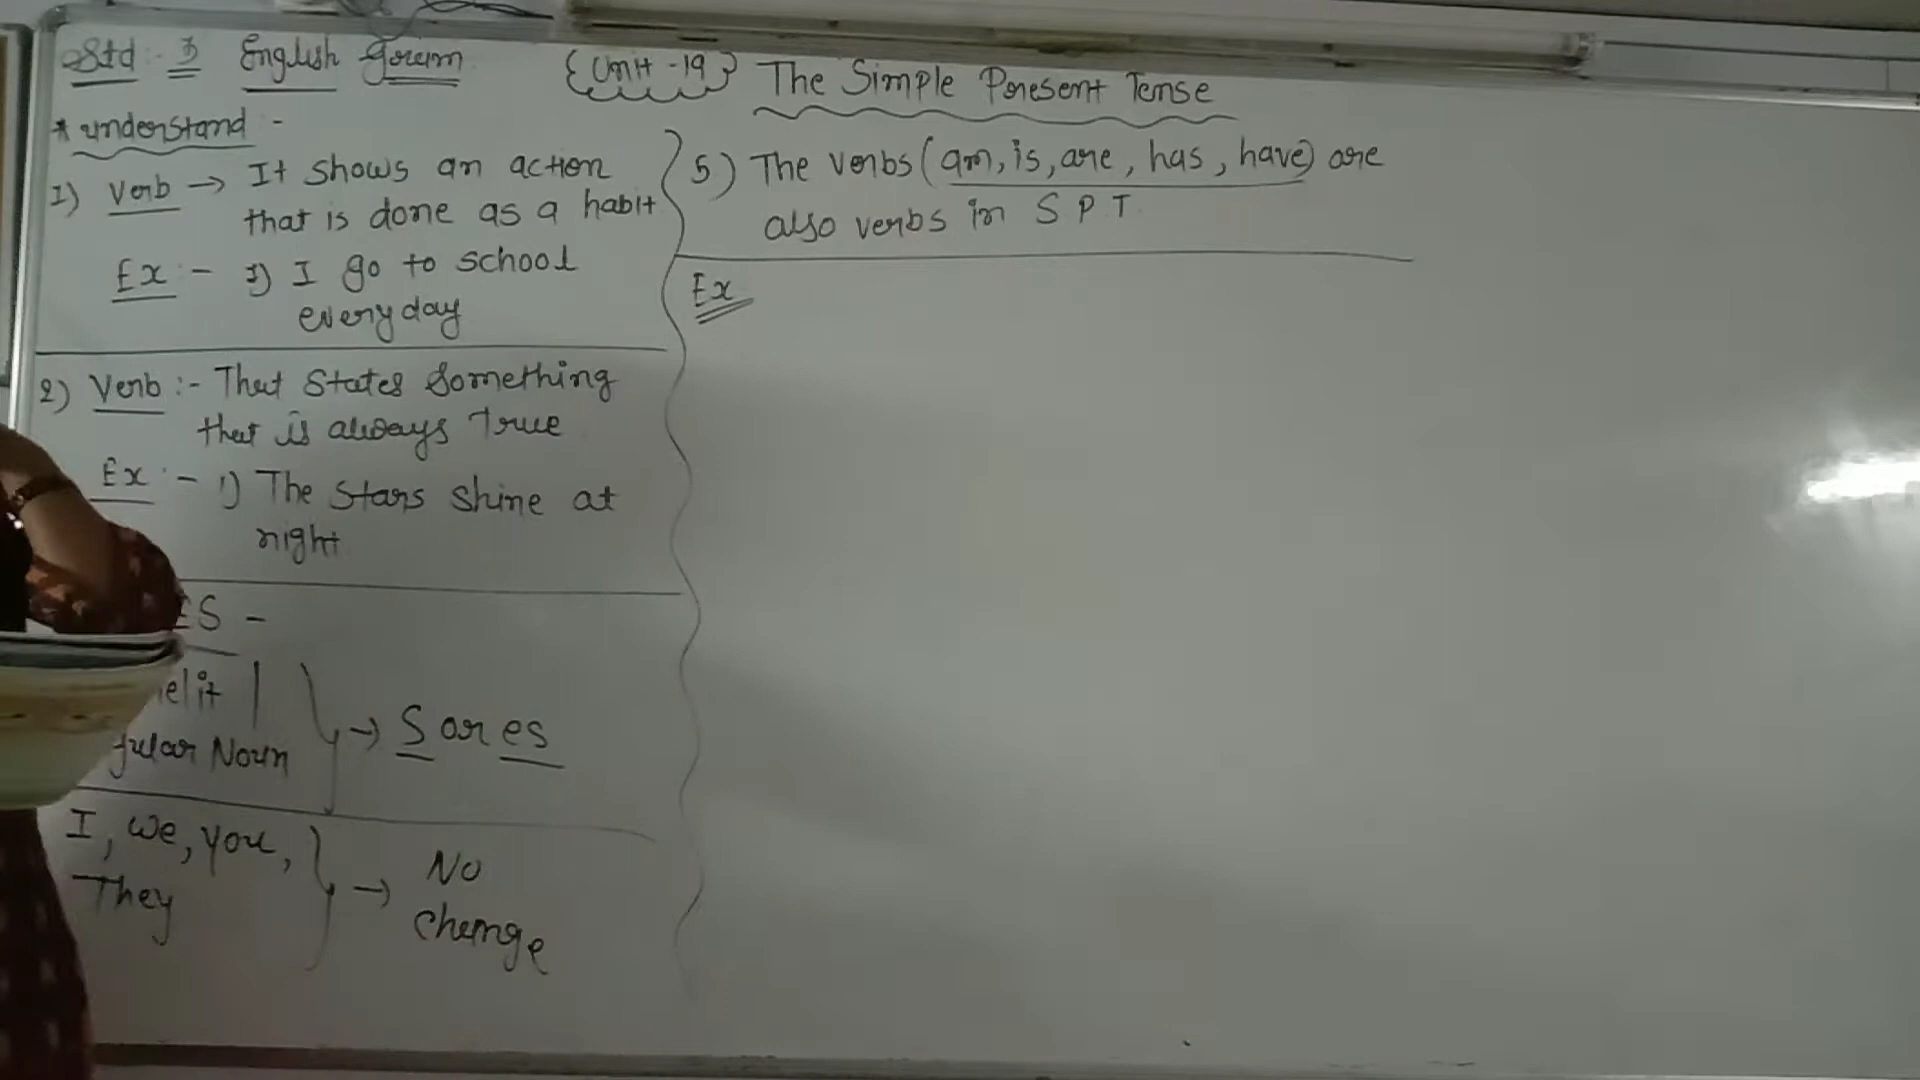 Std - 3 English Gram {Unit - 19} The Simple Present Tense
* understand -
1) Verb → It shows an action
that is done as a habit
Ex :- 1) I go to school
every day
2) Verb :- That States Something
that is always True
Ex :- 1) The Stars Shine at
night
ES -
it
gular Noun
→ S or es
I, we, you,
They
→ No
change
5) The verbs (am, is, are, has, have) are
also verbs in S P T
Ex